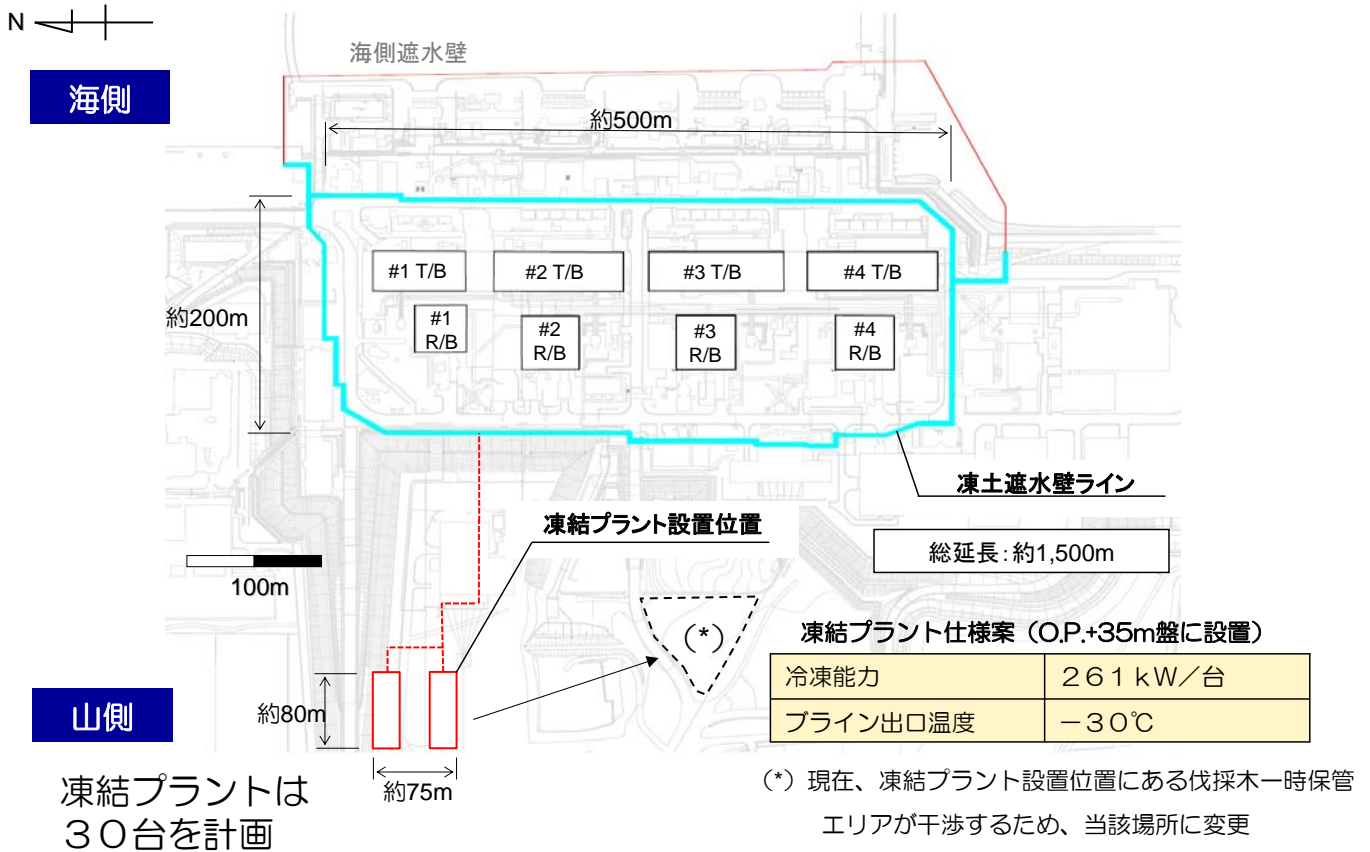 N
海側
海側遮水壁
約500m
約200m
#1 T/B
#2 T/B
#3 T/B
#4 T/B
#1
R/B
#2
R/B
#3
R/B
#4
R/B
凍土遮水壁ライン
総延長：約1,500m
凍結プラント設置位置
100m
(*)
山側
約80m
約75m
凍結プラントは
３０台を計画
凍結プラント仕様案（O.P.+35m盤に設置）
冷凍能力 ２６１ｋW／台
ブライン出口温度 －３０℃
(*) 現在、凍結プラント設置位置にある伐採木一時保管
エリアが干渉するため、当該場所に変更